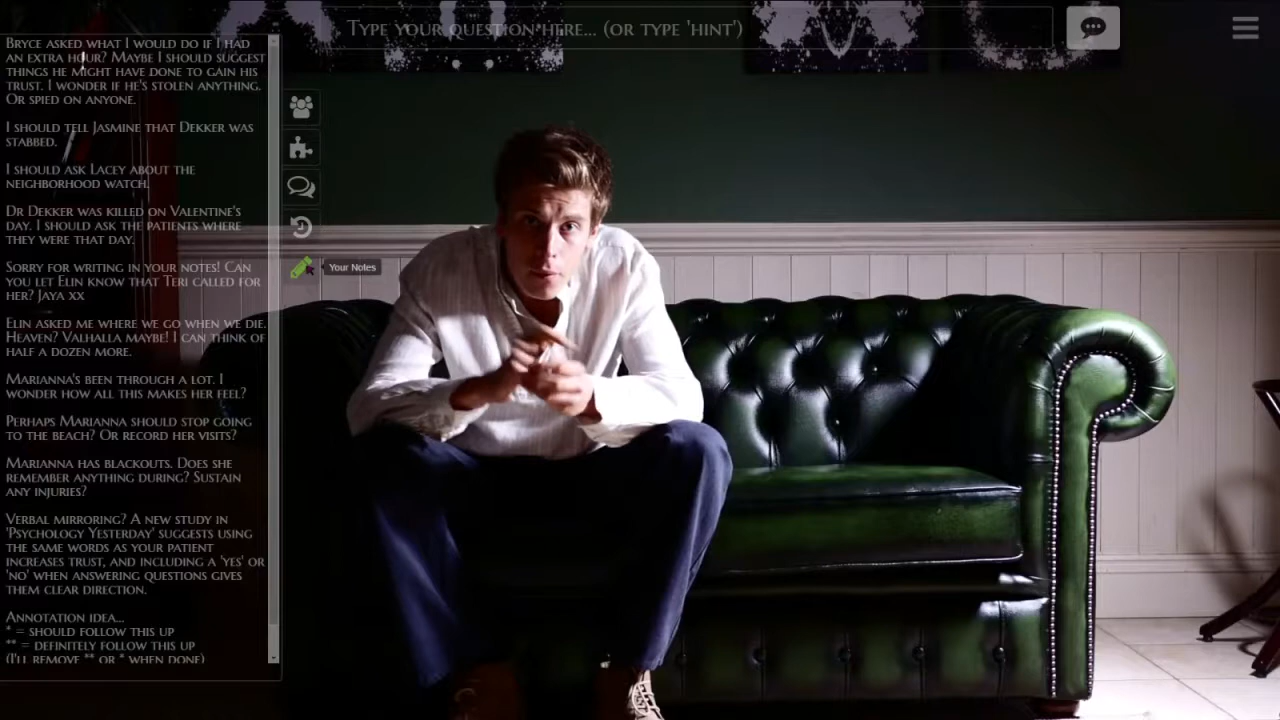 Type your question here... (or type 'hint')
Bryce asked what I would do if I had
an extra hour? Maybe I should suggest
things he might have done to gain his
trust. I wonder if he's stolen anything.
Or spied on anyone.
I should tell Jasmine that Dekker was
stabbed.
I should ask Lacey about the
neighborhood watch.
Dr Dekker was killed on Valentine's
day. I should ask the patients where
they were that day.
Sorry for writing in your notes! Can
you let Elin know that Teri called for
her? Jaya xx
Elin asked me where we go when we die.
Heaven? Valhalla maybe! I can think of
half a dozen more.
Marianna's been through a lot. I
wonder how all this makes her feel?
Perhaps Marianna should stop going
to the beach? Or record her visits?
Marianna has blackouts. Does she
remember anything during? Sustain
any injuries?
Verbal mirroring? A new study in
'Psychology Yesterday' suggests using
the same words as your patient
increases trust, and including a 'yes' or
'no' when answering questions gives
them clear direction.
Annotation idea...
* = should follow this up
** = definitely follow this up
(I'll remove ** or * when done)
Your Notes